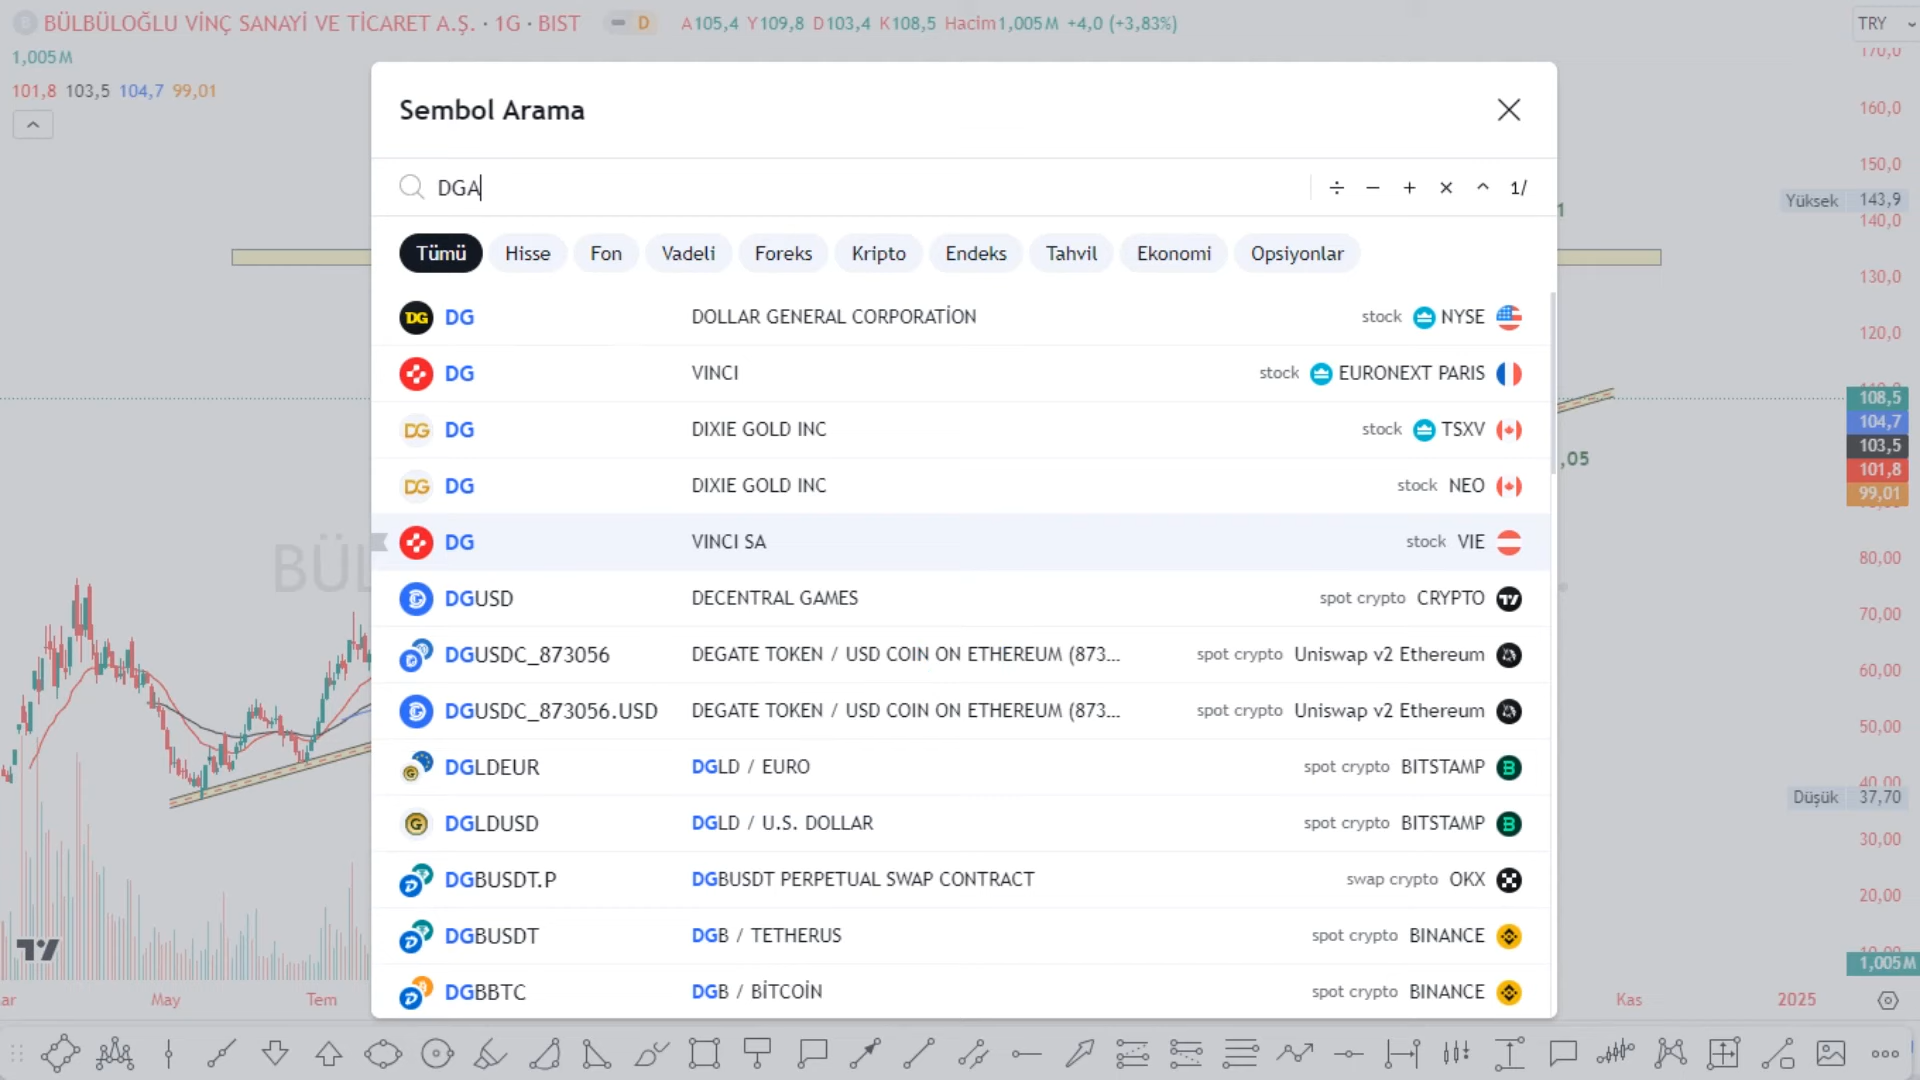 BÜLBÜLOĞLU VİNÇ SANAYİ VE TİCARET A.Ş. · 1G · BIST D A105,4 Y109,8 D103,4 K108,5 Hacim1,005M +4,0 (+3,83%) TRY
1,005M
101,8 103,5 104,7 99,01
Sembol Arama
DGA ÷ − + × ^ 1/
Tümü Hisse Fon Vadeli Foreks Kripto Endeks Tahvil Ekonomi Opsiyonlar
DG DOLLAR GENERAL CORPORATİON stock NYSE
DG VINCI stock EURONEXT PARIS
DG DIXIE GOLD INC stock TSXV
DG DIXIE GOLD INC stock NEO
DG VINCI SA stock VIE
DGUSD DECENTRAL GAMES spot crypto CRYPTO
DGUSDC_873056 DEGATE TOKEN / USD COIN ON ETHEREUM (873... spot crypto Uniswap v2 Ethereum
DGUSDC_873056.USD DEGATE TOKEN / USD COIN ON ETHEREUM (873... spot crypto Uniswap v2 Ethereum
DGLDEUR DGLD / EURO spot crypto BITSTAMP
DGLDUSD DGLD / U.S. DOLLAR spot crypto BITSTAMP
DGBUSDT.P DGBUSDT PERPETUAL SWAP CONTRACT swap crypto OKX
DGBUSDT DGB / TETHERUS spot crypto BINANCE
DGBBTC DGB / BİTCOİN spot crypto BINANCE
BÜL
1
,05
170,0
160,0
150,0
Yüksek 143,9
140,0
130,0
120,0
108,5
104,7
103,5
101,8
99,01
80,00
70,00
60,00
50,00
40,00
Düşük 37,70
30,00
20,00
1,005M
ar May Tem Kas 2025